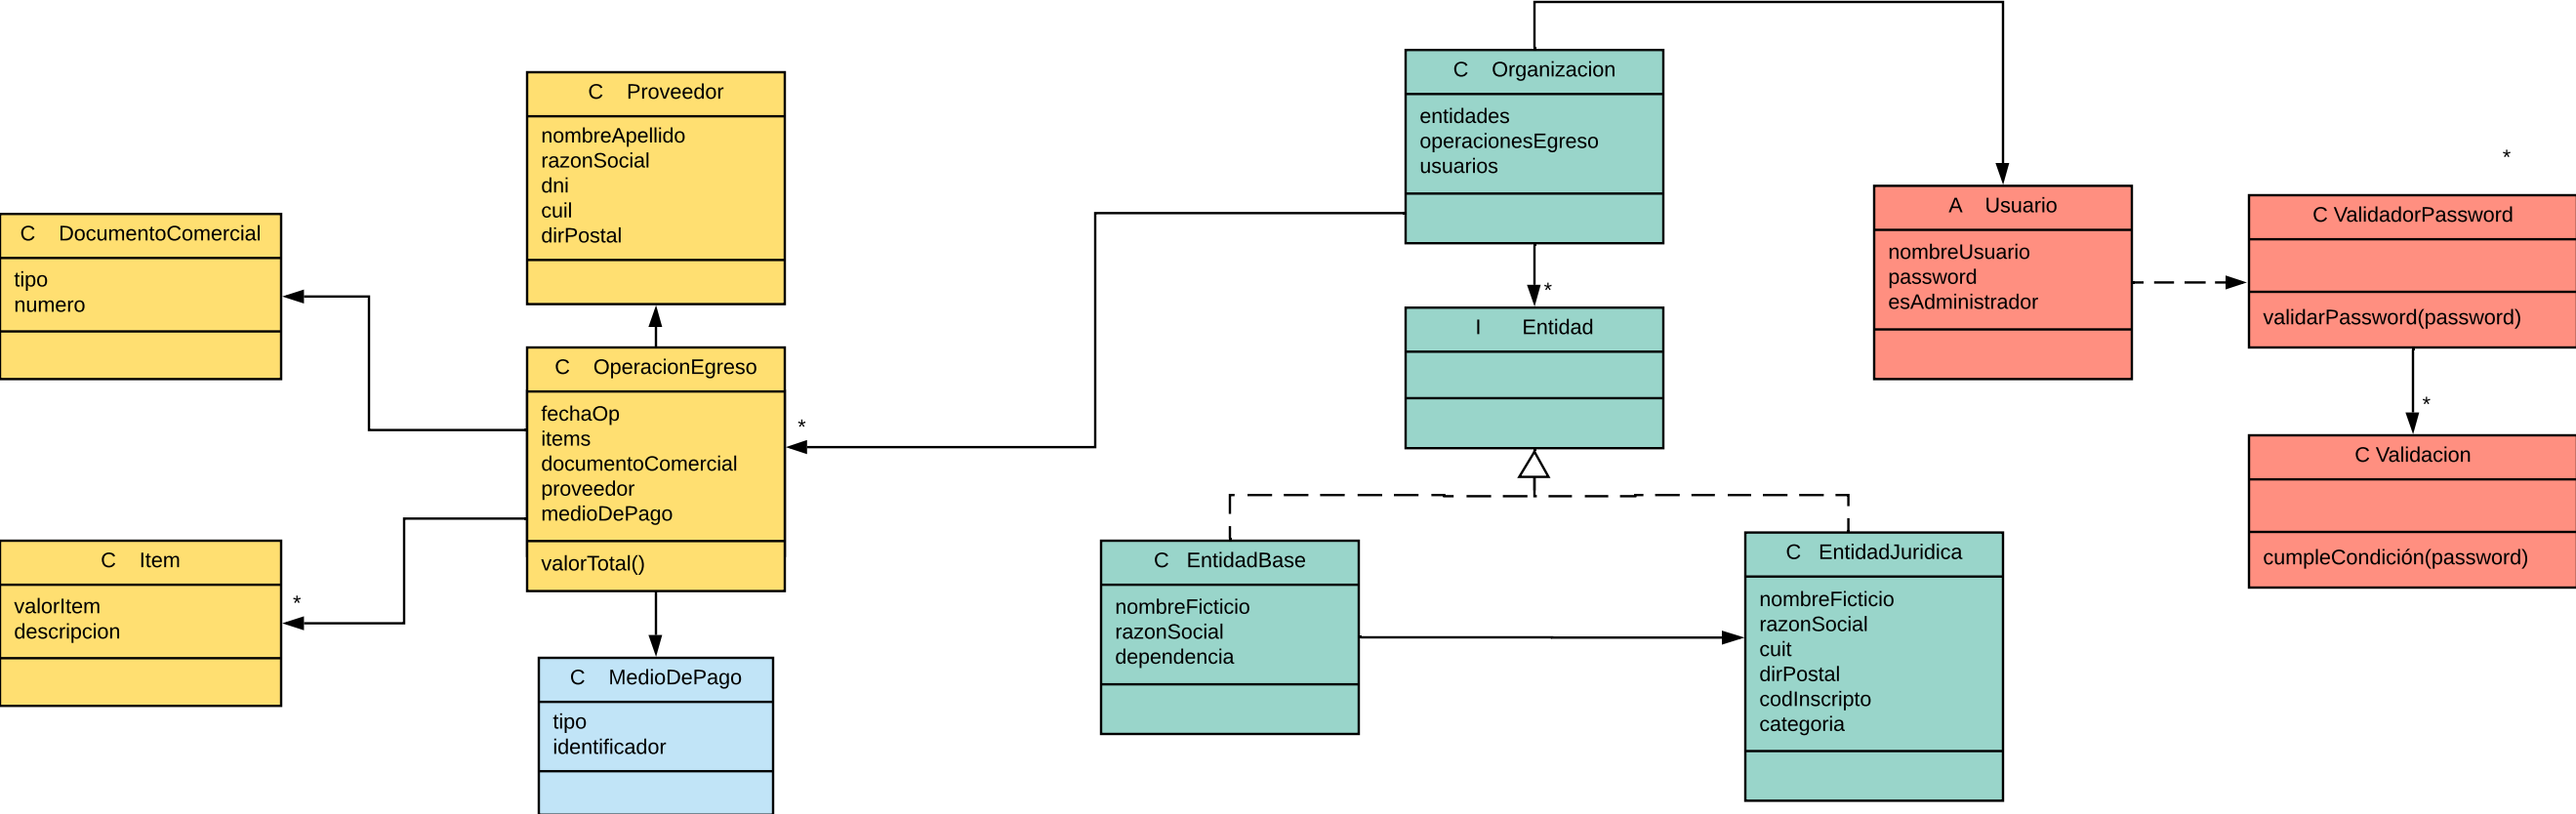 C Proveedor
nombreApellido
razonSocial
dni
cuil
dirPostal
C DocumentoComercial
tipo
numero
C OperacionEgreso
fechaOp
items
documentoComercial
proveedor
medioDePago
valorTotal()
*
C Item
valorItem
descripcion
*
C MedioDePago
tipo
identificador
C Organizacion
entidades
operacionesEgreso
usuarios
*
I Entidad
C EntidadBase
nombreFicticio
razonSocial
dependencia
C EntidadJuridica
nombreFicticio
razonSocial
cuit
dirPostal
codInscripto
categoria
A Usuario
nombreUsuario
password
esAdministrador
*
C ValidadorPassword
validarPassword(password)
*
C Validacion
cumpleCondición(password)